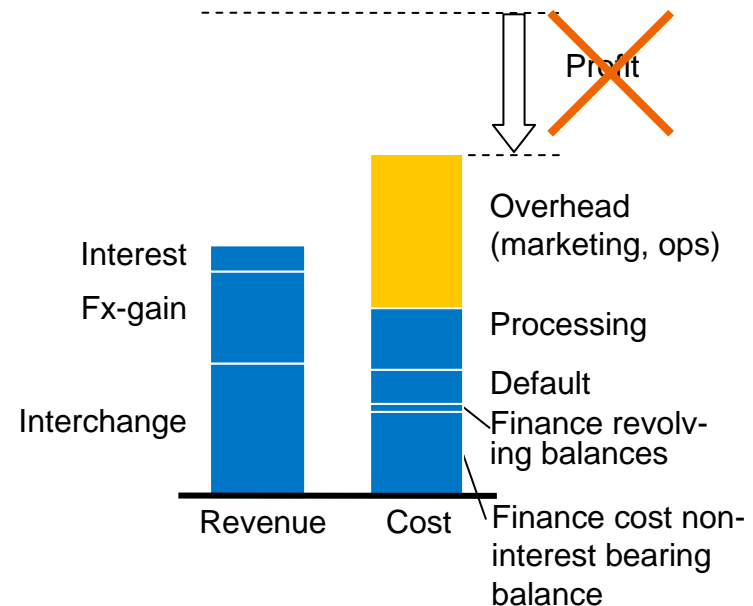 Profit
Overhead
(marketing, ops)
Interest
Fx-gain
Processing
Default
Interchange
Finance revolv-
ing balances
Revenue
Cost
Finance cost non-
interest bearing
balance